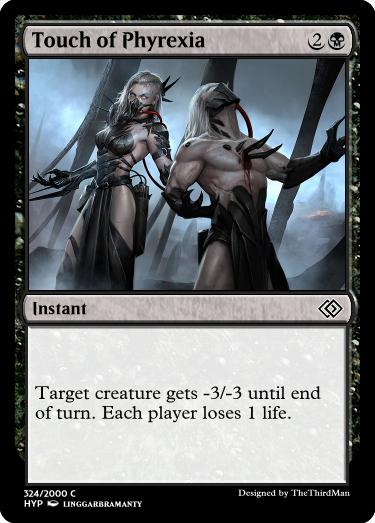 Touch of Phyrexia 2
Instant
Target creature gets -3/-3 until end
of turn. Each player loses 1 life.
324/2000 C
HYP LINGGARBRAMANTY
Designed by TheThirdMan